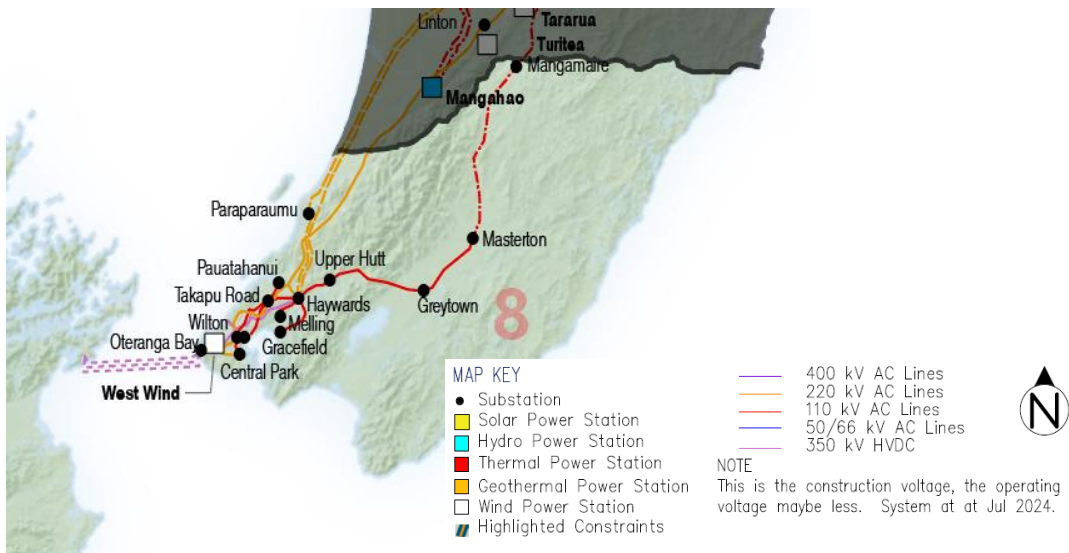 Linton
Tararua
Turitea
Mangamaire
Mangahao
Paraparaumu
Masterton
Upper Hutt
Pauatahanui
Takapu Road
Haywards
Greytown
8
Wilton
Melling
Oteranga Bay
Gracefield
Central Park
West Wind
MAP KEY
Substation
Solar Power Station
Hydro Power Station
Thermal Power Station
Geothermal Power Station
Wind Power Station
Highlighted Constraints
400 kV AC Lines
220 kV AC Lines
110 kV AC Lines
50/66 kV AC Lines
350 kV HVDC
NOTE
This is the construction voltage, the operating
voltage maybe less. System at at Jul 2024.
N